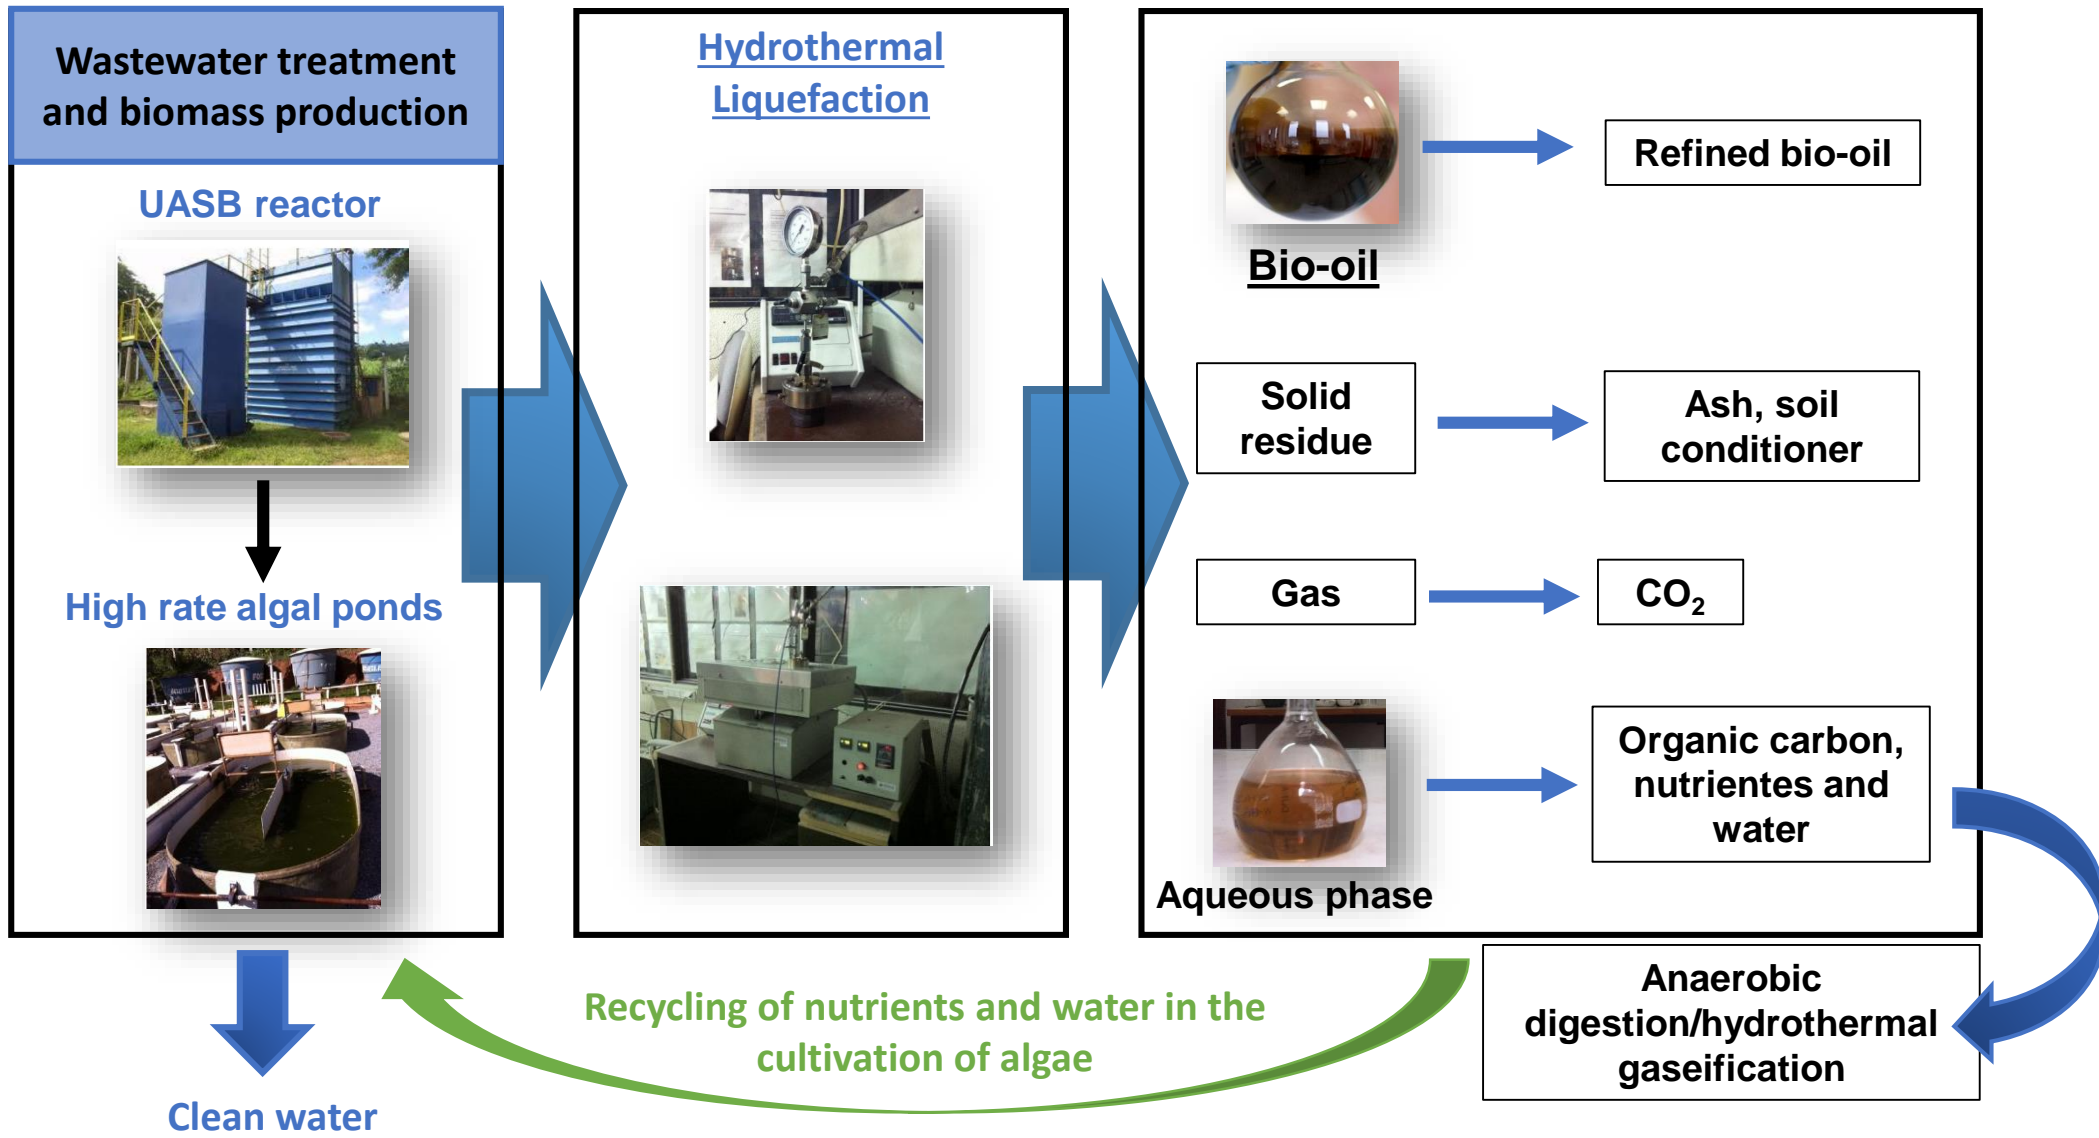 Wastewater treatment
and biomass production
UASB reactor
High rate algal ponds
Clean water
Hydrothermal
Liquefaction
Bio-oil
Refined bio-oil
Solid
residue
Ash, soil
conditioner
Gas
CO₂
Aqueous phase
Organic carbon,
nutrientes and
water
Anaerobic
digestion/hydrothermal
gaseification
Recycling of nutrients and water in the
cultivation of algae